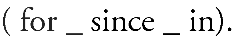 ( for _ since _ in).